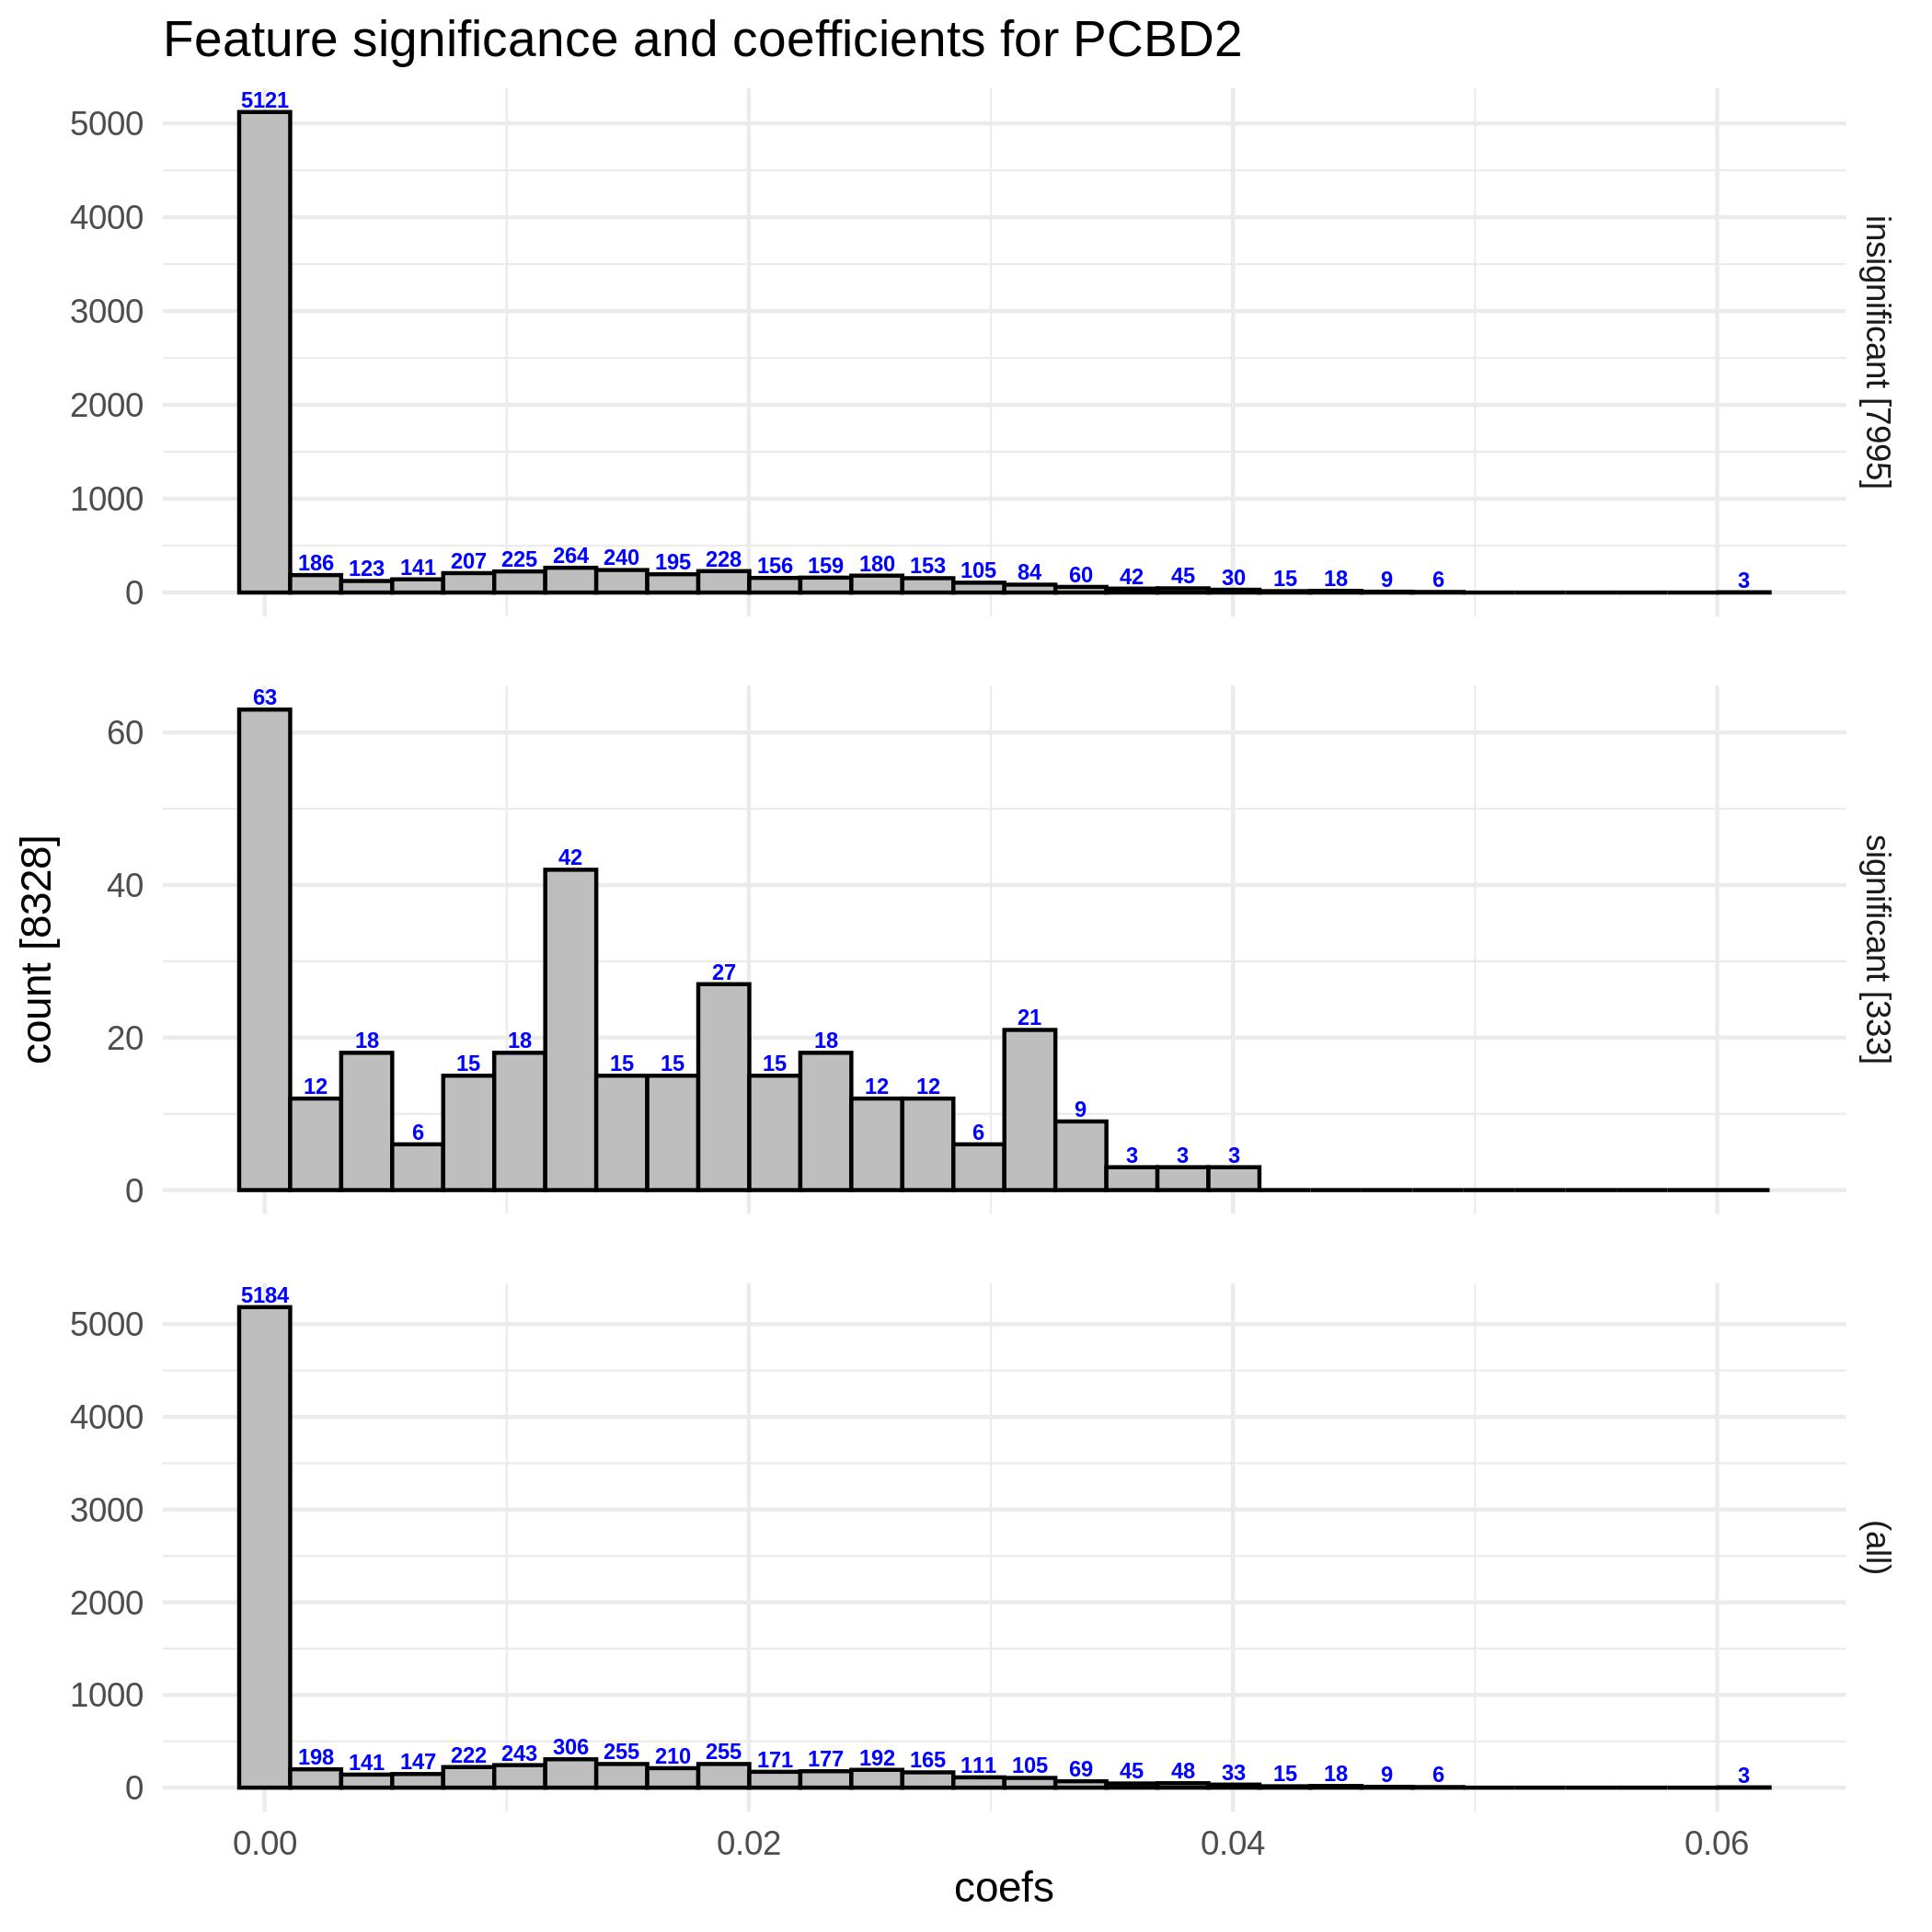 Feature significance and coefficients for PCBD2
5121
5000
4000
3000
2000
1000
0
186 123 141 207 225 264 240 195 228 156 159 180 153 105 84 60 42 45 30 15 18 9 6 3
insignificant [7995]
63
60
40
20
0
12 18 6 15 18 42 15 15 27 15 18 12 12 6 21 9 3 3 3
significant [333]
count [8328]
5184
5000
4000
3000
2000
1000
0
198 141 147 222 243 306 255 210 255 171 177 192 165 111 105 69 45 48 33 15 18 9 6 3
(all)
0.00 0.02 0.04 0.06
coefs